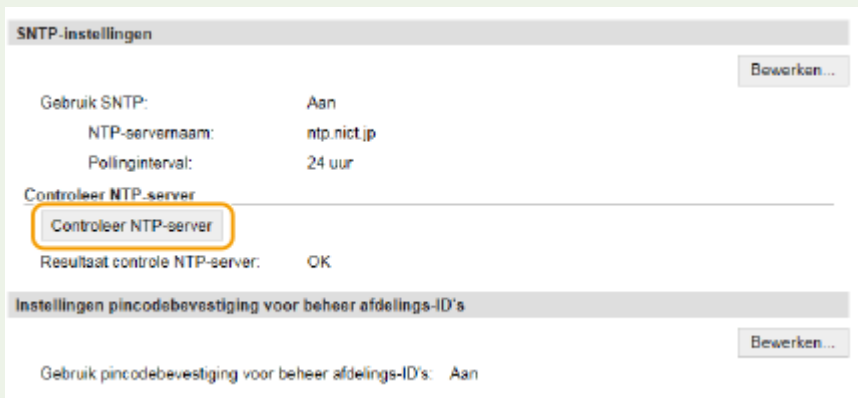 SNTP-instellingen
Bewerken...
Gebruik SNTP: Aan
NTP-servernaam: ntp.nict.jp
Pollinginterval: 24 uur
Controleer NTP-server
Controleer NTP-server
Resultaat controle NTP-server: OK
Instellingen pincodebevestiging voor beheer afdelings-ID's
Bewerken...
Gebruik pincodebevestiging voor beheer afdelings-ID's: Aan